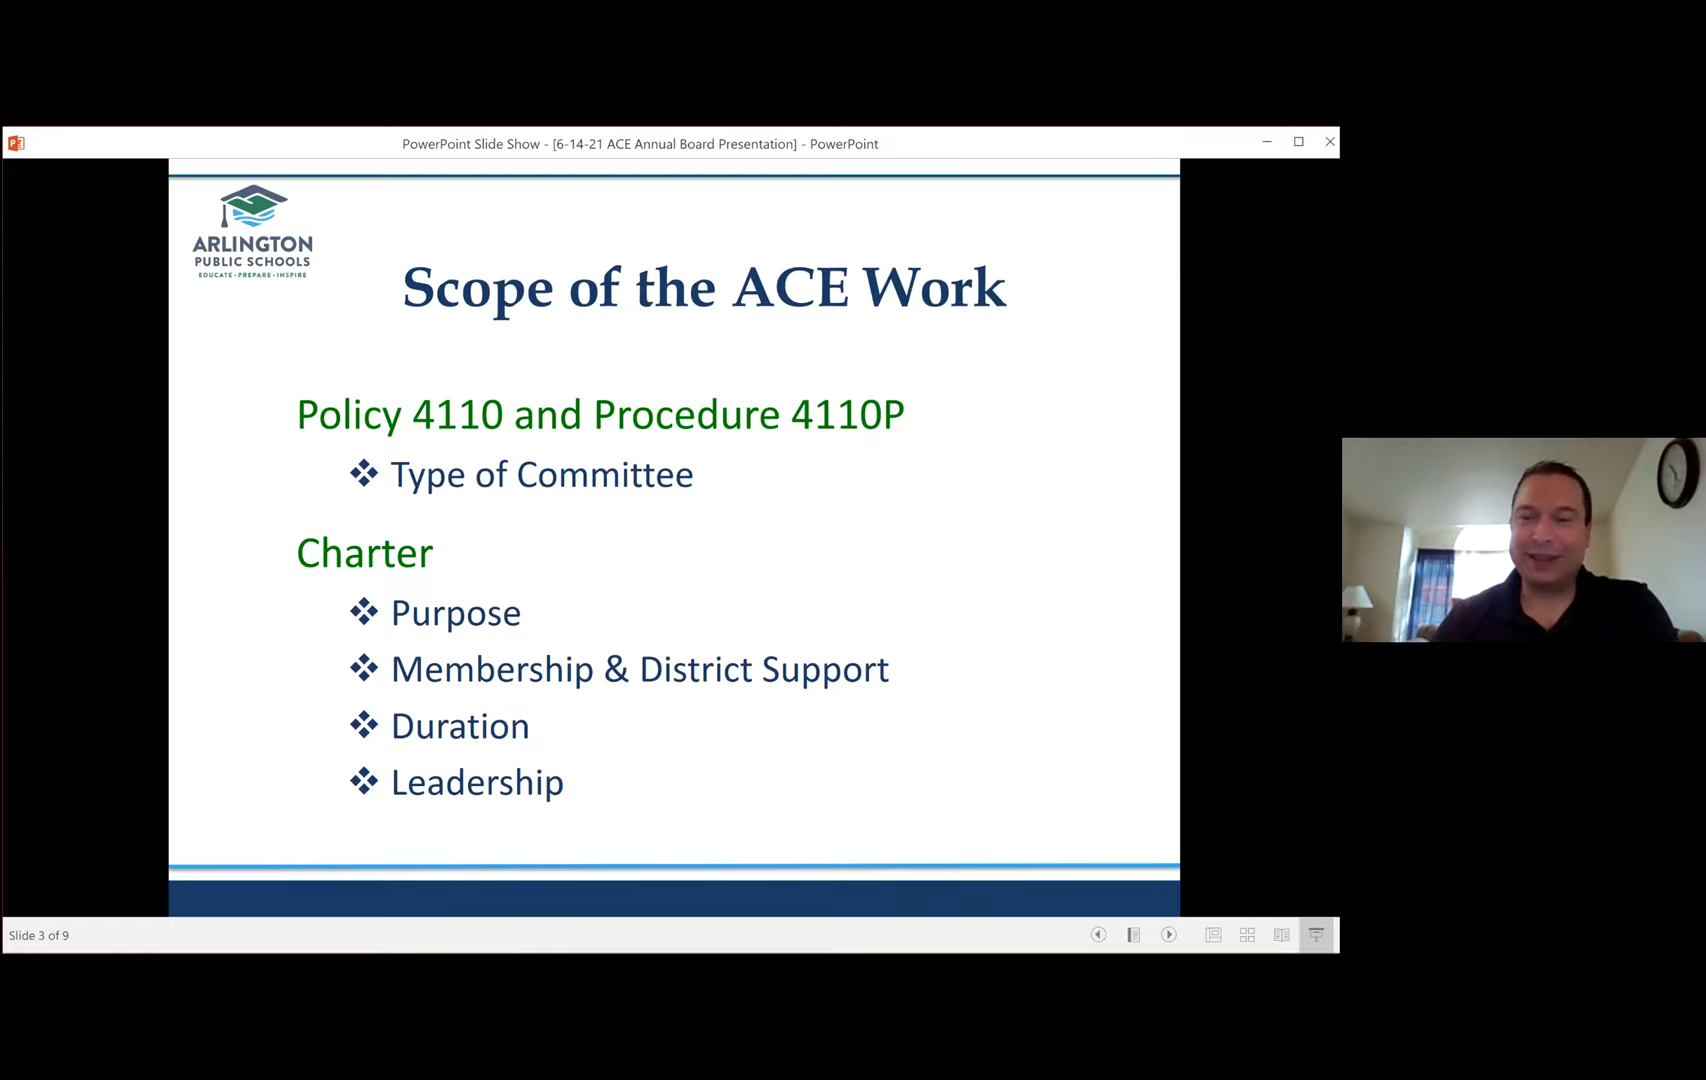 PowerPoint Slide Show - [6-14-21 ACE Annual Board Presentation] - PowerPoint
ARLINGTON
PUBLIC SCHOOLS
EDUCATE • PREPARE • INSPIRE
Scope of the ACE Work
Policy 4110 and Procedure 4110P
❖ Type of Committee
Charter
❖ Purpose
❖ Membership & District Support
❖ Duration
❖ Leadership
Slide 3 of 9